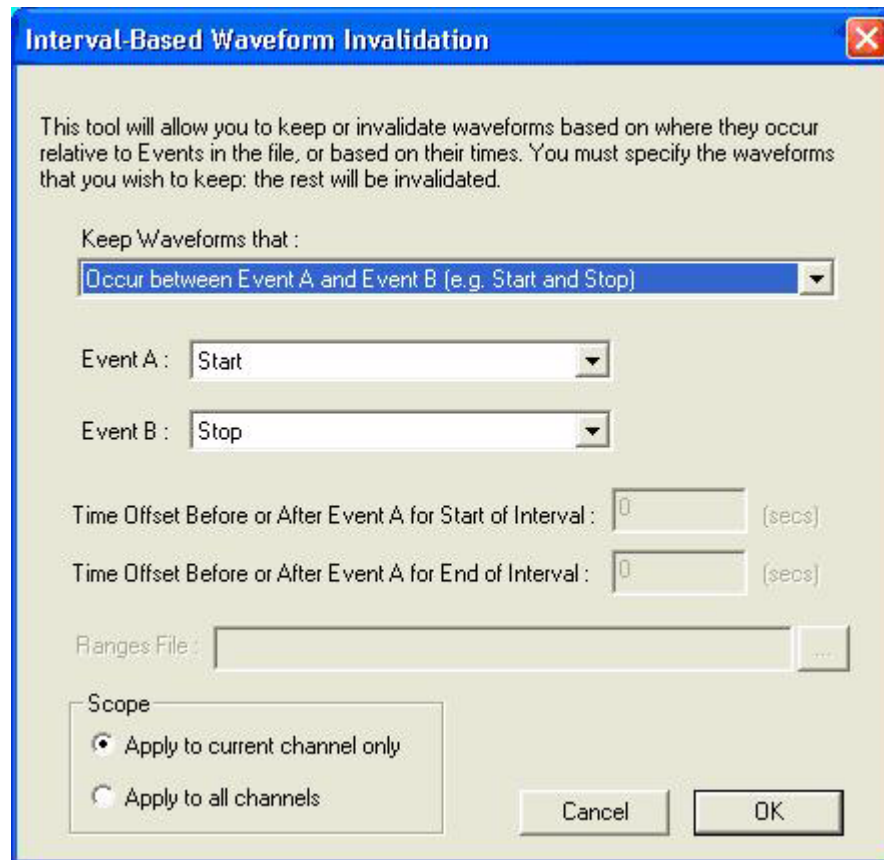 Interval-Based Waveform Invalidation
This tool will allow you to keep or invalidate waveforms based on where they occur
relative to Events in the file, or based on their times. You must specify the waveforms
that you wish to keep: the rest will be invalidated.
Keep Waveforms that :
Occur between Event A and Event B (e.g. Start and Stop)
Event A : Start
Event B : Stop
Time Offset Before or After Event A for Start of Interval : 0 (secs)
Time Offset Before or After Event A for End of Interval : 0 (secs)
Ranges File : ...
Scope
Apply to current channel only
Apply to all channels
Cancel OK